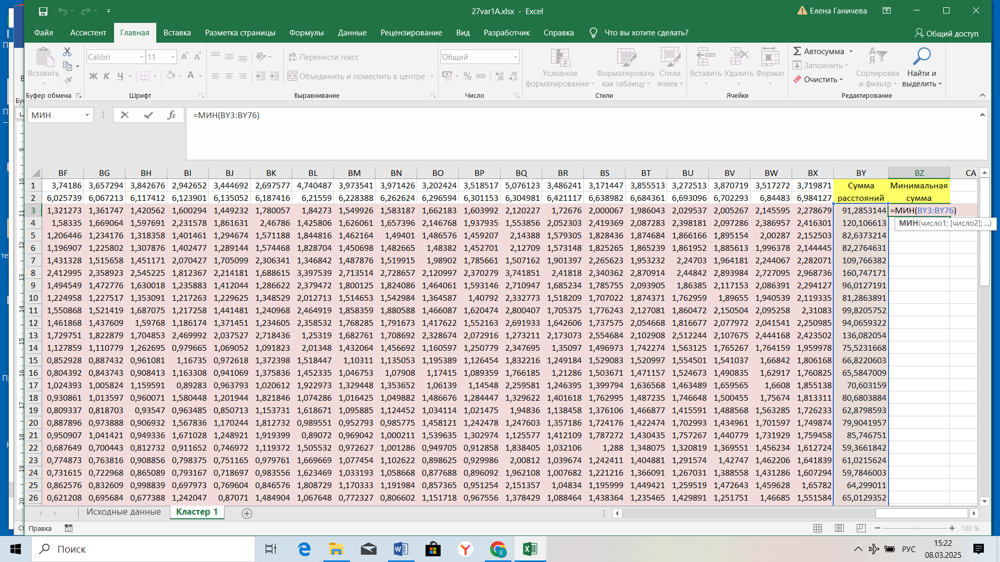 27var1A.xlsx - Excel
Елена Ганичева
Файл Ассистент Главная Вставка Разметка страницы Формулы Данные Рецензирование Вид Разработчик Справка Что вы хотите сделать? Общий доступ
Вставить
Calibri 11
Ж К Ч
Перенести текст
Объединить и поместить в центре
Общий
% 000
Условное форматирование
Форматировать как таблицу
Стили ячеек
Вставить Удалить Формат
Автосумма
Заполнить
Очистить
Сортировка и фильтр
Найти и выделить
Буфер обмена Шрифт Выравнивание Число Стили Ячейки Редактирование
МИН =МИН(BY3:BY76)
BF BG BH BI BJ BK BL BM BN BO BP BQ BR BS BT BU BV BW BX BY BZ CA
1 3,74186 3,657294 3,842676 2,942652 3,444692 2,697577 4,740487 3,973541 3,971426 3,202424 3,518517 5,076123 3,486241 3,171447 3,855513 3,272513 3,870719 3,517272 3,719871 Сумма Минимальная
2 6,025739 6,067213 6,117412 6,123901 6,135052 6,187416 6,21559 6,228388 6,262624 6,296594 6,301153 6,304981 6,421117 6,638982 6,684361 6,693096 6,702293 6,84483 6,984127 расстояний сумма
3 1,321273 1,361747 1,420562 1,600294 1,449232 1,780057 1,84273 1,549926 1,583187 1,662183 1,603992 2,120227 1,72676 2,000067 1,986043 2,029537 2,005267 2,145595 2,278679 91,2853144 =МИН(BY3:BY76)
4 1,58335 1,669064 1,597691 2,231578 1,861631 2,46786 1,425806 1,626061 1,657396 2,146768 1,937935 1,553856 2,052303 2,419369 2,087283 2,398181 2,097286 2,386957 2,416301 120,106613 МИН(число1; [число2]; ...)
5 1,206446 1,234176 1,318358 1,401461 1,294674 1,571188 1,844816 1,462164 1,49401 1,486576 1,459207 2,14388 1,579305 1,828436 1,874684 1,866166 1,895154 2,00287 2,152503 82,6373214
6 1,196907 1,225802 1,307876 1,402477 1,289144 1,574468 1,828704 1,450698 1,482665 1,48382 1,452701 2,12709 1,573148 1,825265 1,865239 1,861952 1,885613 1,996378 2,144445 82,2764631
7 1,431328 1,515658 1,451171 2,070427 1,705099 2,306341 1,346842 1,487876 1,519915 1,98902 1,785661 1,507162 1,901397 2,265623 1,953232 2,24703 1,964181 2,244067 2,282071 109,766382
8 2,412995 2,358923 2,545225 1,812367 2,214181 1,688615 3,397539 2,713514 2,728657 2,120997 2,370279 3,741851 2,41818 2,340362 2,870914 2,44842 2,893984 2,727095 2,968736 160,747171
9 1,494549 1,472776 1,630018 1,235883 1,412044 1,286622 2,379472 1,800125 1,824086 1,464061 1,593146 2,710947 1,685234 1,785755 2,093905 1,86385 2,117153 2,086391 2,294127 96,0127191
10 1,224958 1,227517 1,353091 1,217263 1,229625 1,348529 2,012713 1,514653 1,542984 1,364587 1,40792 2,332773 1,518209 1,707022 1,874371 1,762959 1,89655 1,940539 2,119335 81,2863891
11 1,550868 1,521419 1,687075 1,217258 1,441481 1,240968 2,464919 1,858359 1,880588 1,466087 1,620474 2,800407 1,705375 1,776243 2,127081 1,860472 2,150504 2,095258 2,31083 99,8205752
12 1,461868 1,437609 1,59768 1,186174 1,371451 1,234605 2,358532 1,768285 1,791673 1,417622 1,552163 2,691933 1,642606 1,737575 2,054668 1,816677 2,077972 2,041541 2,250985 94,0659322
13 1,729751 1,822879 1,704853 2,469992 2,037527 2,718436 1,25319 1,682761 1,708692 2,328674 2,072916 1,273211 2,173073 2,554684 2,102908 2,512244 2,107675 2,444168 2,423502 136,082054
14 1,127859 1,110779 1,262695 0,979665 1,069052 1,091823 2,01348 1,432064 1,456692 1,160597 1,250779 2,347695 1,35097 1,496973 1,742274 1,563125 1,765267 1,764159 1,959978 75,5231668
15 0,852928 0,887432 0,961081 1,16735 0,972618 1,372398 1,518447 1,10311 1,135053 1,195389 1,126454 1,832216 1,249184 1,529083 1,520997 1,554501 1,541037 1,66842 1,806168 66,8220603
16 0,804392 0,843743 0,908413 1,163308 0,941069 1,375836 1,452335 1,046753 1,07908 1,17415 1,089359 1,766185 1,21286 1,503671 1,471157 1,524673 1,490835 1,62917 1,760825 65,5847009
17 1,024393 1,005824 1,159591 0,89283 0,963793 1,020612 1,922973 1,329448 1,353652 1,06139 1,14548 2,259581 1,246395 1,399794 1,636568 1,463489 1,659565 1,6608 1,855138 70,603159
18 0,930861 1,013597 0,960071 1,580448 1,201944 1,821846 1,074286 1,016425 1,049882 1,486676 1,284447 1,329622 1,401618 1,762995 1,487235 1,746648 1,500455 1,75674 1,813311 80,6803884
19 0,809337 0,818703 0,93547 0,963485 0,850713 1,153731 1,618671 1,095885 1,124452 1,034114 1,021475 1,94836 1,138458 1,376106 1,466877 1,415591 1,488568 1,563285 1,726233 62,8798593
20 0,887896 0,973888 0,906932 1,567836 1,170244 1,812732 0,989551 0,952793 0,985775 1,458121 1,242478 1,247603 1,357186 1,724176 1,422474 1,702993 1,434961 1,701597 1,749874 79,9041957
21 0,950907 1,041421 0,949336 1,671028 1,248921 1,919399 0,89072 0,969042 1,000211 1,539635 1,302974 1,125577 1,412109 1,787272 1,430435 1,757267 1,440779 1,731929 1,759458 85,746751
22 0,687649 0,700443 0,812732 0,911652 0,746972 1,119372 1,505532 0,972627 1,001286 0,949705 0,912858 1,838405 1,032106 1,288 1,348075 1,320819 1,369551 1,456234 1,612724 59,3661842
23 0,774873 0,763816 0,908856 0,798375 0,751165 0,979761 1,669669 1,077454 1,102622 0,898625 0,929986 2,00812 1,039674 1,242411 1,404881 1,291574 1,42747 1,462206 1,641839 61,0215624
24 0,731615 0,722968 0,865089 0,793167 0,718697 0,983556 1,623469 1,033193 1,058668 0,877688 0,896092 1,962108 1,007682 1,221216 1,366091 1,267031 1,388558 1,431286 1,607294 59,7846003
25 0,862576 0,832609 0,998839 0,697973 0,769604 0,846576 1,808729 1,170333 1,191984 0,857365 0,951254 2,151357 1,04834 1,195999 1,449421 1,259519 1,472643 1,459628 1,65782 64,299011
26 0,621208 0,695684 0,677388 1,242047 0,87071 1,484904 1,067648 0,772327 0,806602 1,151718 0,967556 1,378429 1,088464 1,438364 1,235465 1,429891 1,251751 1,46685 1,551584 65,0129352
Исходные данные Кластер 1
Правка 100 %
Поиск
РУС
15:22
08.03.2025